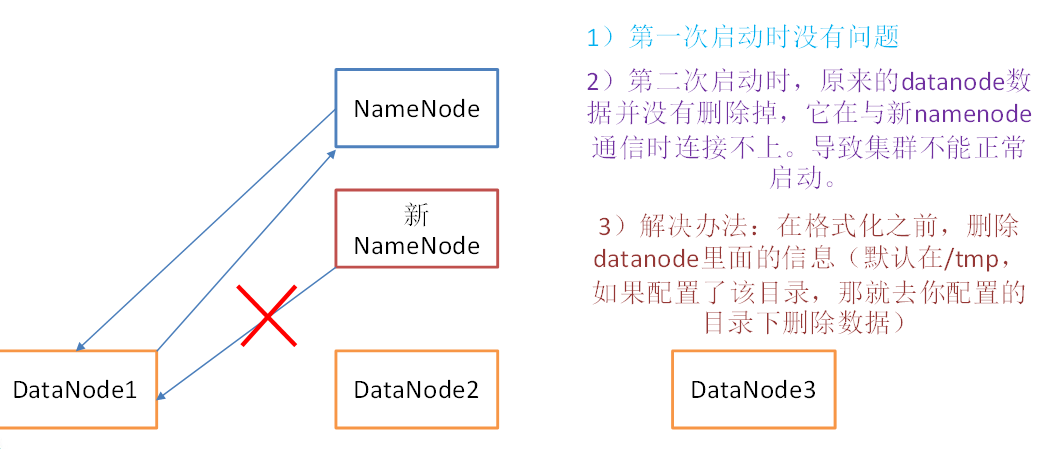 1）第一次启动时没有问题
2）第二次启动时，原来的datanode数
据并没有删除掉，它在与新namenode
通信时连接不上。导致集群不能正常
启动。
3）解决办法：在格式化之前，删除
datanode里面的信息（默认在/tmp，
如果配置了该目录，那就去你配置的
目录下删除数据）
NameNode
新
NameNode
DataNode1
DataNode2
DataNode3